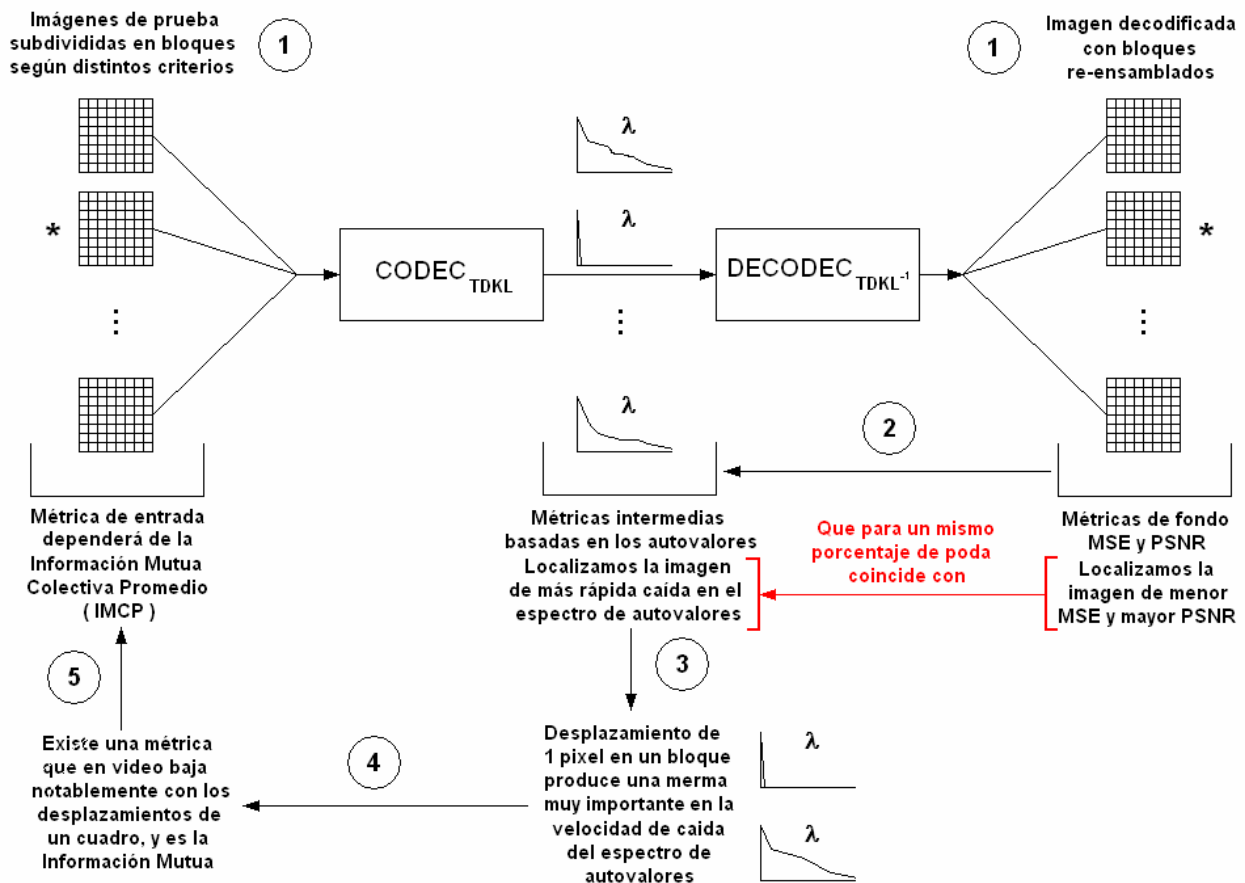 Imágenes de prueba
subdivididas en bloques
según distintos criterios
1
1
Imagen decodificada
con bloques
re-ensamblados
λ
*
λ
*
CODEC TDKL
DECODEC TDKL-1
...
...
...
λ
2
Métrica de entrada
dependerá de la
Información Mutua
Colectiva Promedio
( IMCP )
Métricas intermedias
basadas en los autovalores
Localizamos la imagen
de más rápida caída en el
espectro de autovalores
Que para un mismo
porcentaje de poda
coincide con
Métricas de fondo
MSE y PSNR
Localizamos la
imagen de menor
MSE y mayor PSNR
5
3
Existe una métrica
que en video baja
notablemente con los
desplazamientos de
un cuadro, y es la
Información Mutua
4
Desplazamiento de
1 pixel en un bloque
produce una merma
muy importante en la
velocidad de caida
del espectro de
autovalores
λ
λ